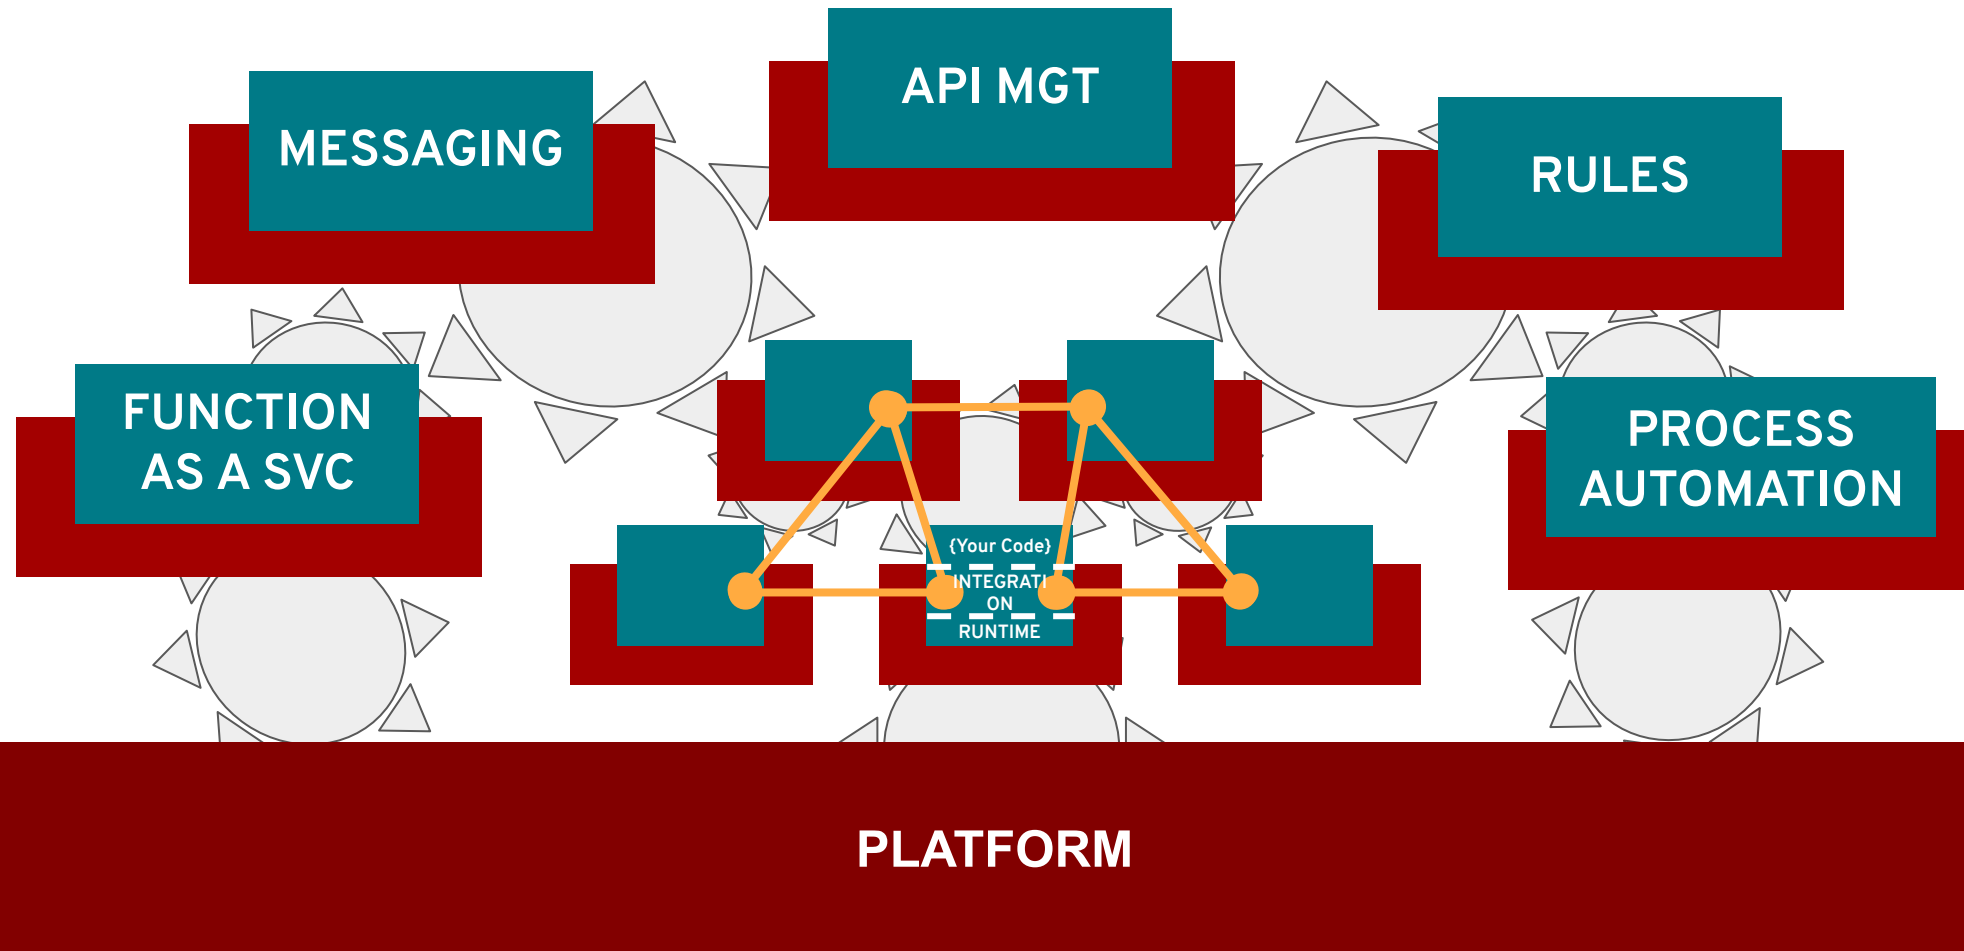 API MGT
MESSAGING
RULES
FUNCTION
AS A SVC
PROCESS
AUTOMATION
{Your Code}
INTEGRATI
ON
RUNTIME
PLATFORM